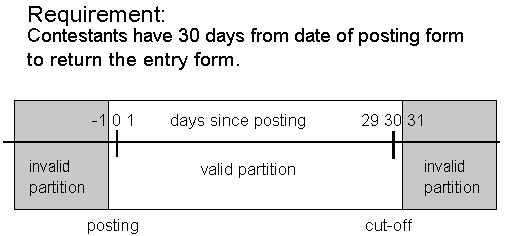 Requirement:
Contestants have 30 days from date of posting form
to return the entry form.
-1 0 1 days since posting 29 30 31
invalid partition valid partition invalid partition
posting cut-off